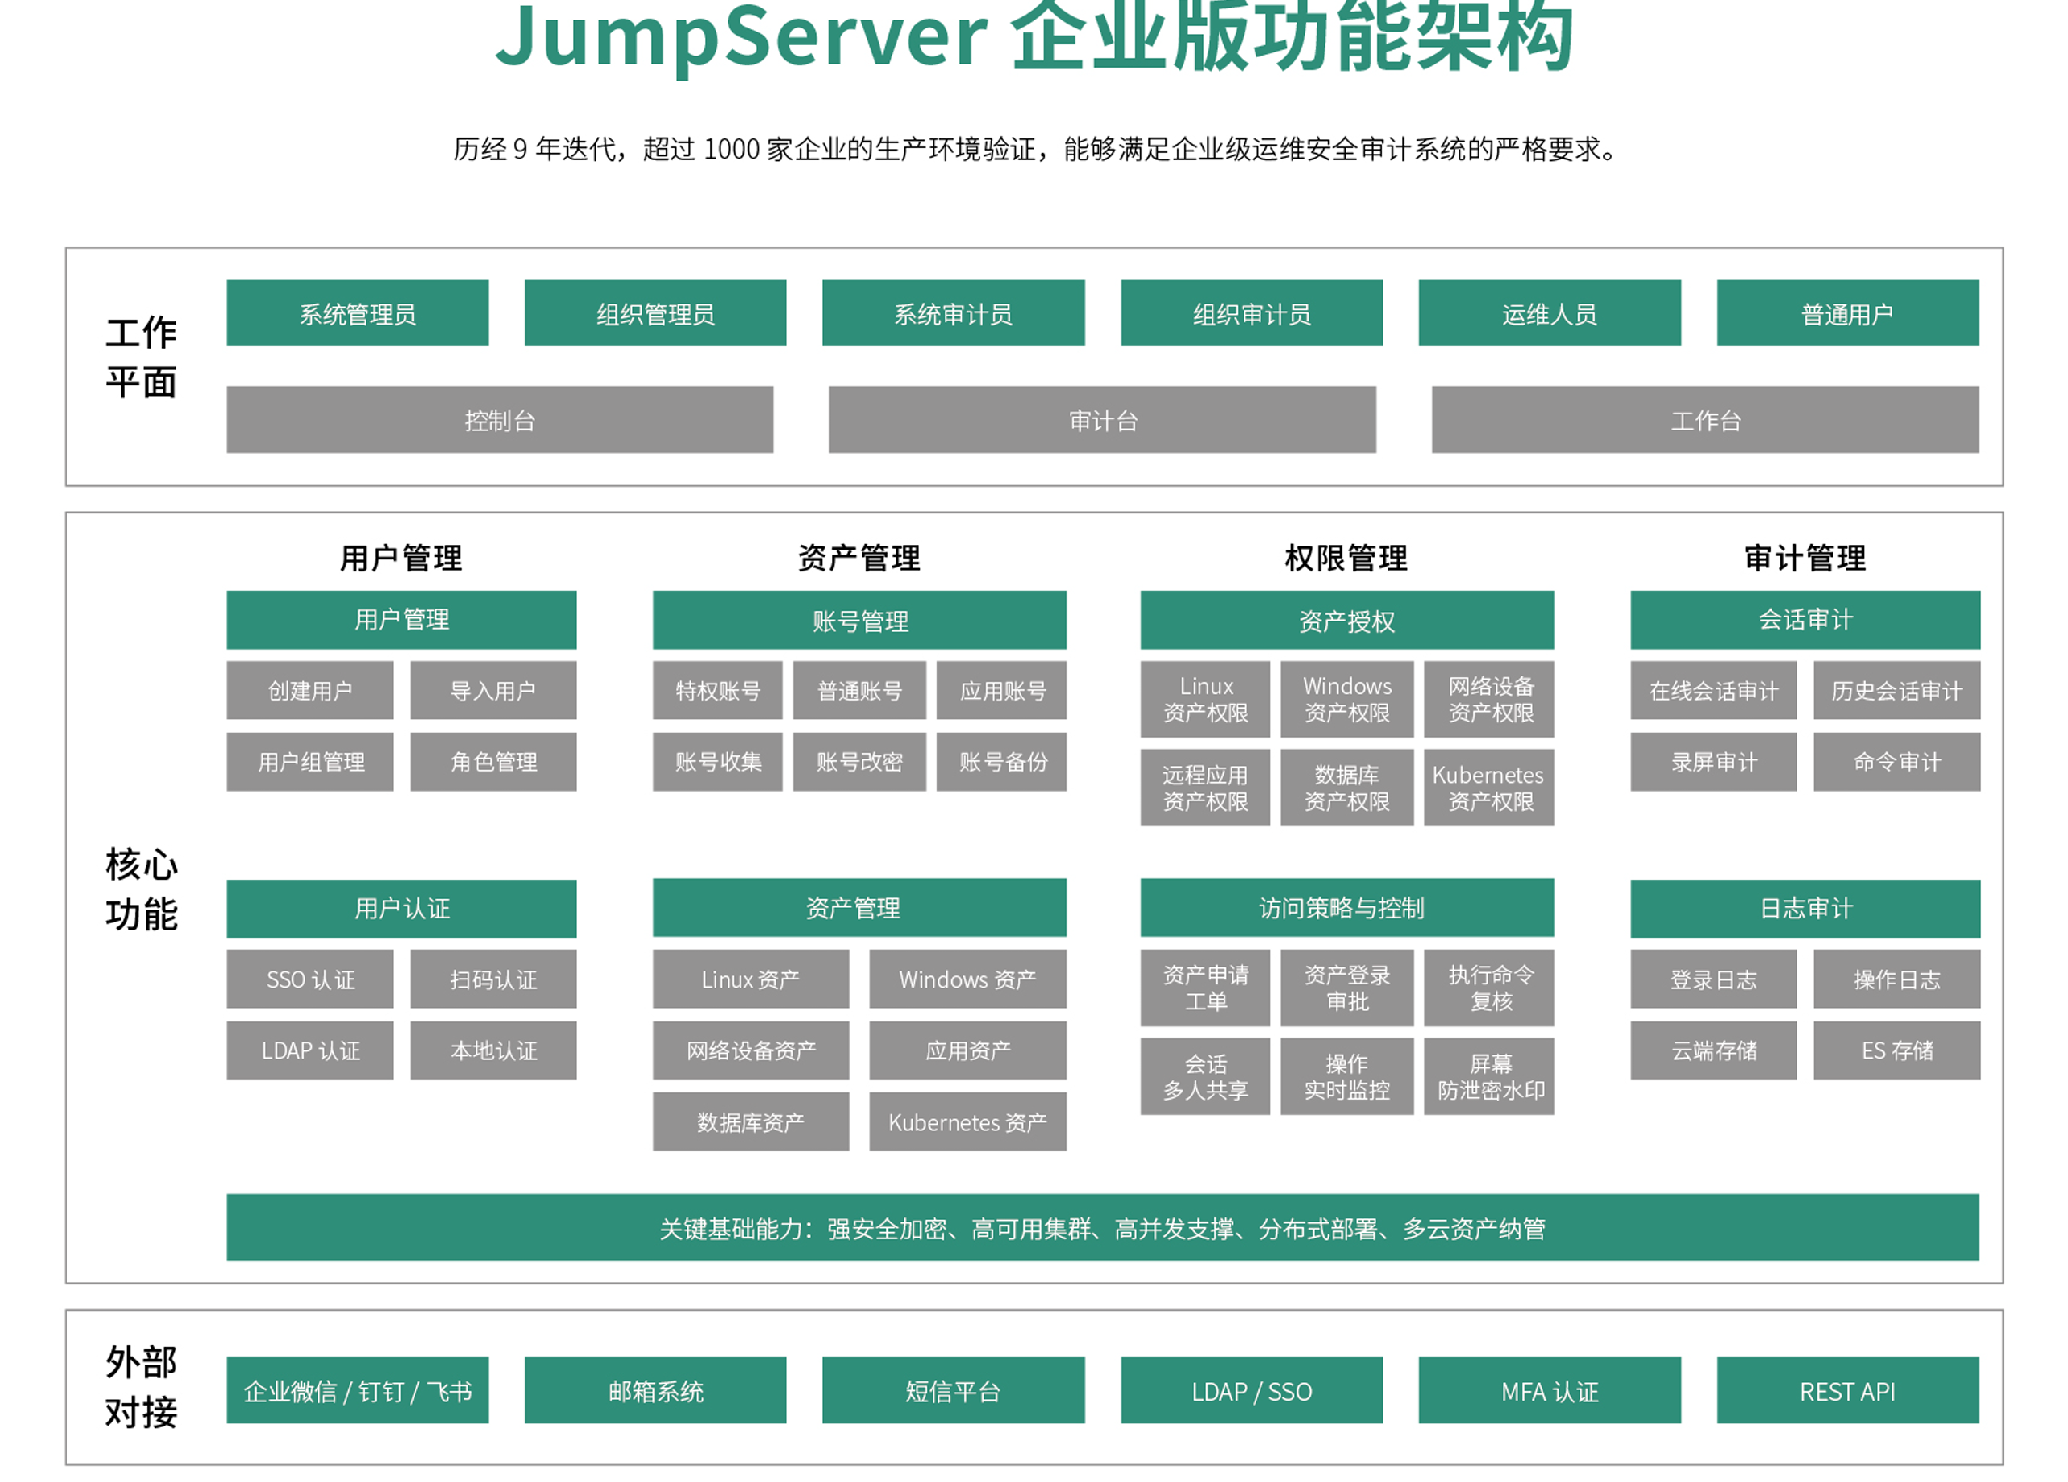 JumpServer 企业版功能架构
历经 9 年迭代，超过 1000 家企业的生产环境验证，能够满足企业级运维安全审计系统的严格要求。
工作
平面
系统管理员
组织管理员
系统审计员
组织审计员
运维人员
普通用户
控制台
审计台
工作台
核心
功能
用户管理
用户管理
创建用户
导入用户
用户组管理
角色管理
用户认证
SSO 认证
扫码认证
LDAP 认证
本地认证
资产管理
账号管理
特权账号
普通账号
应用账号
账号收集
账号改密
账号备份
资产管理
Linux 资产
Windows 资产
网络设备资产
应用资产
数据库资产
Kubernetes 资产
权限管理
资产授权
Linux
资产权限
Windows
资产权限
网络设备
资产权限
远程应用
资产权限
数据库
资产权限
Kubernetes
资产权限
访问策略与控制
资产申请
工单
资产登录
审批
执行命令
复核
会话
多人共享
操作
实时监控
屏幕
防泄密水印
审计管理
会话审计
在线会话审计
历史会话审计
录屏审计
命令审计
日志审计
登录日志
操作日志
云端存储
ES 存储
关键基础能力：强安全加密、高可用集群、高并发支撑、分布式部署、多云资产纳管
外部
对接
企业微信 / 钉钉 / 飞书
邮箱系统
短信平台
LDAP / SSO
MFA 认证
REST API